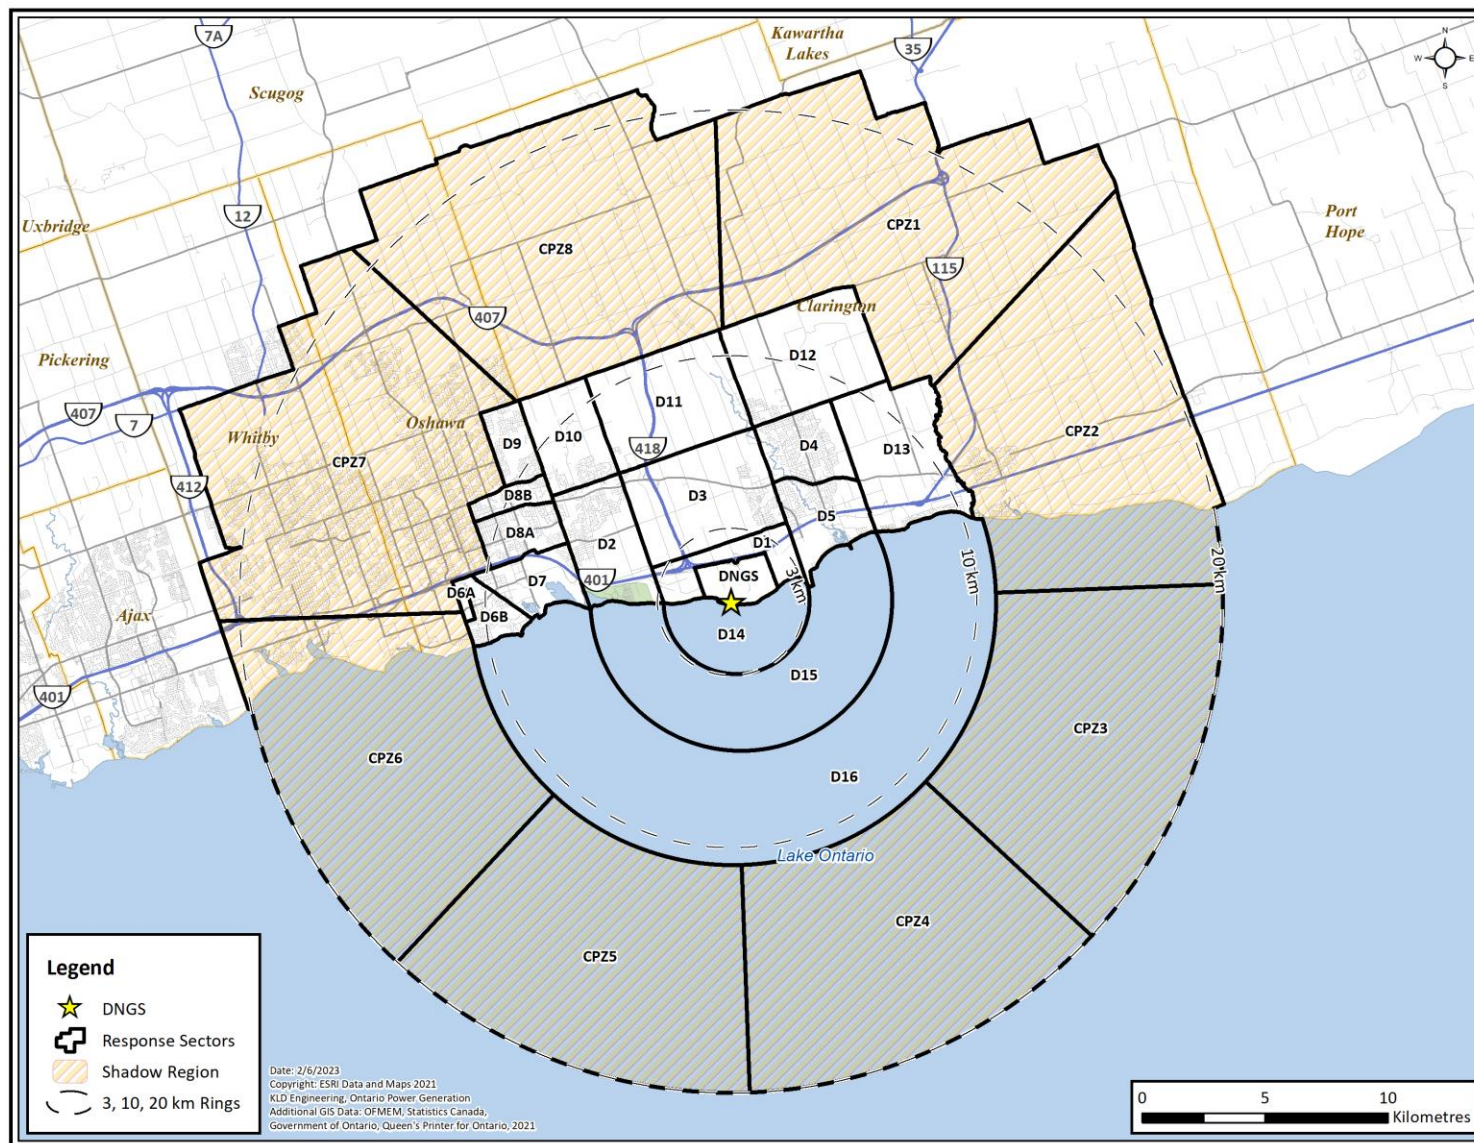 7A
Kawartha
Lakes
35
N
W
E
S
Scugog
12
Uxbridge
Port
Hope
CPZ8
CPZ1
115
407
Clarington
Pickering
D12
407
7
Whitby
Oshawa
D11
D9
D10
D4
CPZ2
418
D13
CPZ7
412
D8B
D3
D5
D8A
D2
D1
DNGS
3 km
10 km
20 km
D7
401
D6A
D6B
Ajax
D14
D15
401
CPZ6
D16
CPZ3
Lake Ontario
CPZ4
CPZ5
Legend
DNGS
Response Sectors
Shadow Region
3, 10, 20 km Rings
Date: 2/6/2023
Copyright: ESRI Data and Maps 2021
KLD Engineering, Ontario Power Generation
Additional GIS Data: OFMEM, Statistics Canada,
Government of Ontario, Queen's Printer for Ontario, 2021
0 5 10
Kilometres